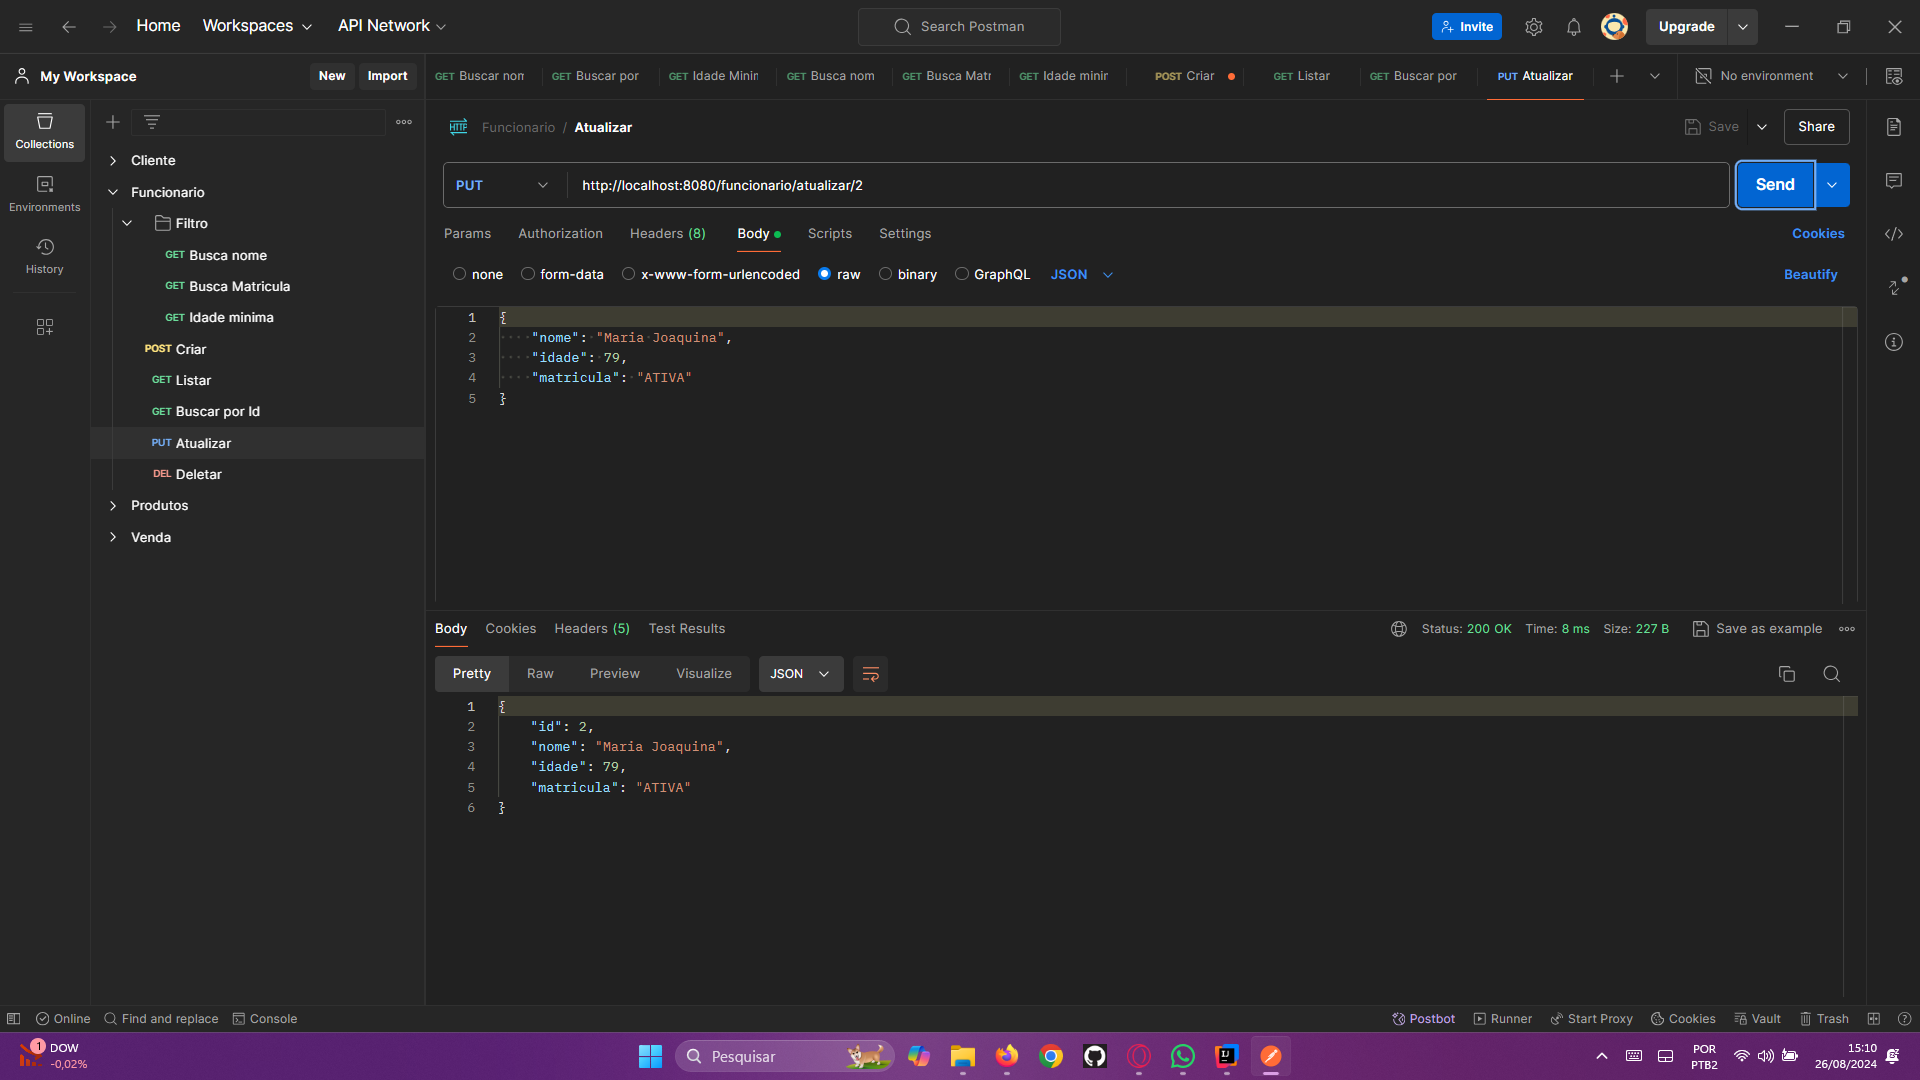 Home Workspaces API Network Search Postman Invite Upgrade
My Workspace New Import
GET Buscar nom GET Buscar por GET Idade Minin GET Busca nom GET Busca Matr GET Idade minir POST Criar GET Listar GET Buscar por PUT Atualizar No environment
Collections
Environments
History
Cliente
Funcionario
Filtro
GET Busca nome
GET Busca Matricula
GET Idade minima
POST Criar
GET Listar
GET Buscar por Id
PUT Atualizar
DEL Deletar
Produtos
Venda
HTTP Funcionario / Atualizar Save Share
PUT http://localhost:8080/funcionario/atualizar/2 Send
Params Authorization Headers (8) Body Scripts Settings Cookies
none form-data x-www-form-urlencoded raw binary GraphQL JSON Beautify
1 {
2 "nome": "Maria Joaquina",
3 "idade": 79,
4 "matricula": "ATIVA"
5 }
Body Cookies Headers (5) Test Results Status: 200 OK Time: 8 ms Size: 227 B Save as example
Pretty Raw Preview Visualize JSON
1 {
2 "id": 2,
3 "nome": "Maria Joaquina",
4 "idade": 79,
5 "matricula": "ATIVA"
6 }
Online Find and replace Console Postbot Runner Start Proxy Cookies Vault Trash
1 DOW
-0,02%
Pesquisar
POR
PTB2
15:10
26/08/2024